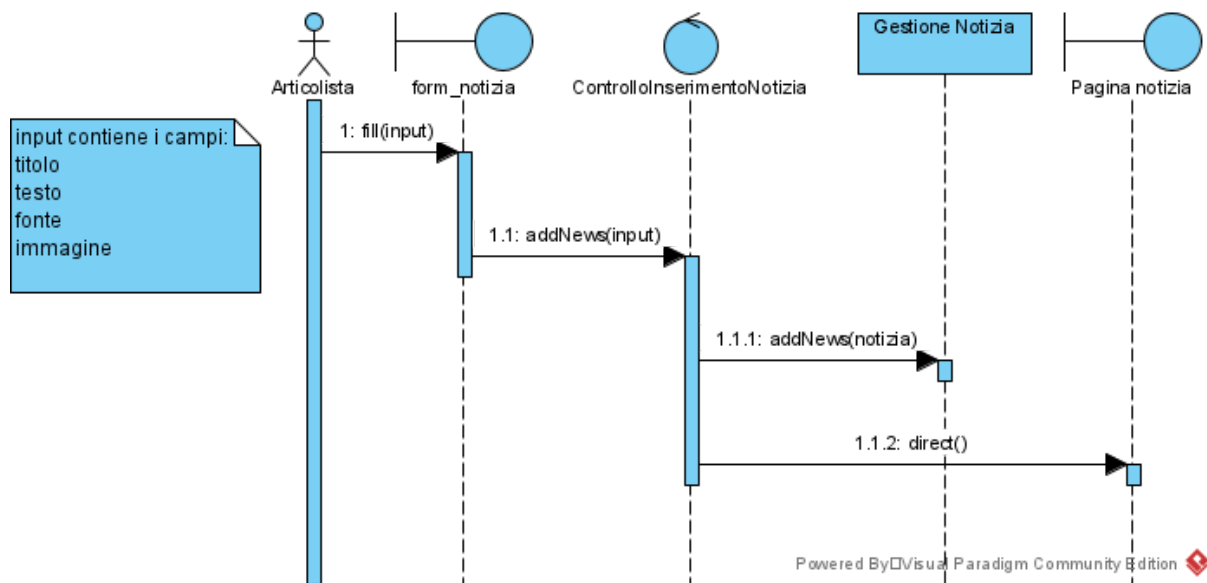 Gestione Notizia
Articolista
form_notizia
ControlloInserimentoNotizia
Pagina notizia
input contiene i campi:
titolo
testo
fonte
immagine
1: fill(input)
1.1: addNews(input)
1.1.1: addNews(notizia)
1.1.2: direct()
Powered By□Visual Paradigm Community Edition